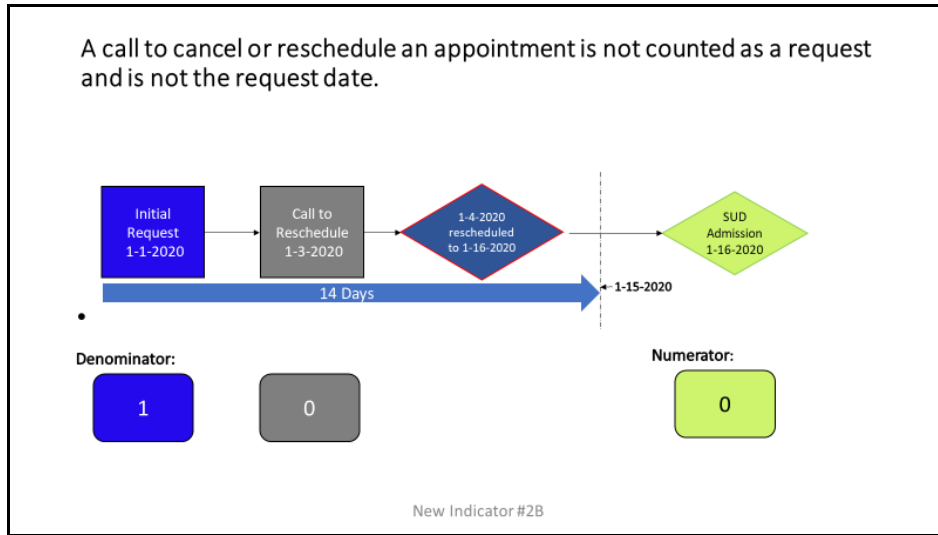 A call to cancel or reschedule an appointment is not counted as a request
and is not the request date.
Initial
Request
1-1-2020
Call to
Reschedule
1-3-2020
1-4-2020
rescheduled
to 1-16-2020
SUD
Admission
1-16-2020
14 Days
1-15-2020
•
Denominator:
Numerator:
1
0
0
New Indicator #2B